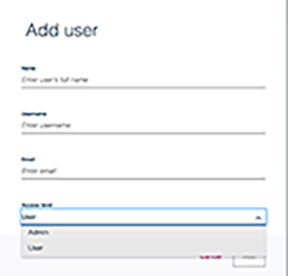 Add user
Name
Enter user's full name
Username
Enter username
Email
Enter email
Access level
User
Admin
User
Cancel
Add